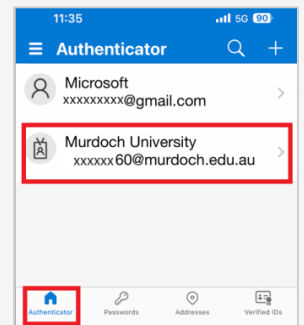 11:35 5G 90
Authenticator
Microsoft
xxxxxxxxx@gmail.com
Murdoch University
xxxxxx60@murdoch.edu.au
Authenticator Passwords Addresses Verified IDs